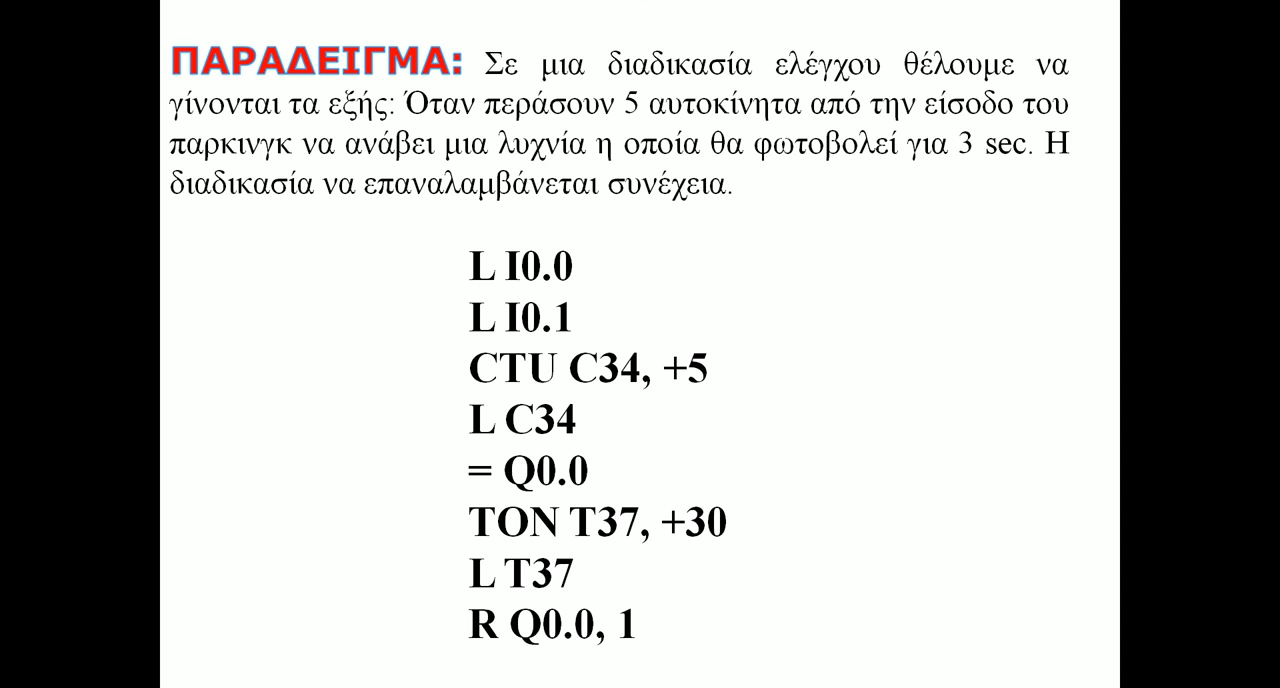 ΠΑΡΑΔΕΙΓΜΑ: Σε μια διαδικασία ελέγχου θέλουμε να
γίνονται τα εξής: Όταν περάσουν 5 αυτοκίνητα από την είσοδο του
παρκινγκ να ανάβει μια λυχνία η οποία θα φωτοβολεί για 3 sec. Η
διαδικασία να επαναλαμβάνεται συνέχεια.
L I0.0
L I0.1
CTU C34, +5
L C34
= Q0.0
TON T37, +30
L T37
R Q0.0, 1